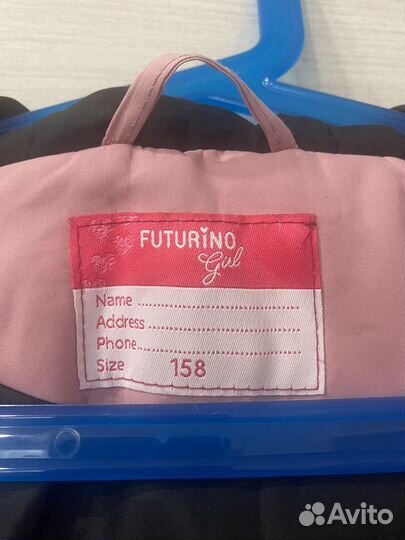 FUTURINO
Girl
Name
Address
Phone
Size 158
Avito